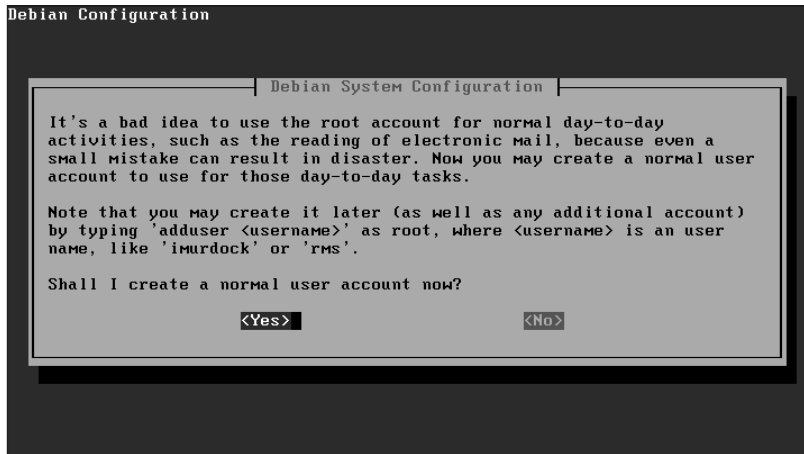 Debian Configuration
Debian System Configuration
It's a bad idea to use the root account for normal day-to-day
activities, such as the reading of electronic mail, because even a
small mistake can result in disaster. Now you may create a normal user
account to use for those day-to-day tasks.
Note that you may create it later (as well as any additional account)
by typing 'adduser <username>' as root, where <username> is an user
name, like 'imurdock' or 'rms'.
Shall I create a normal user account now?
<Yes> <No>